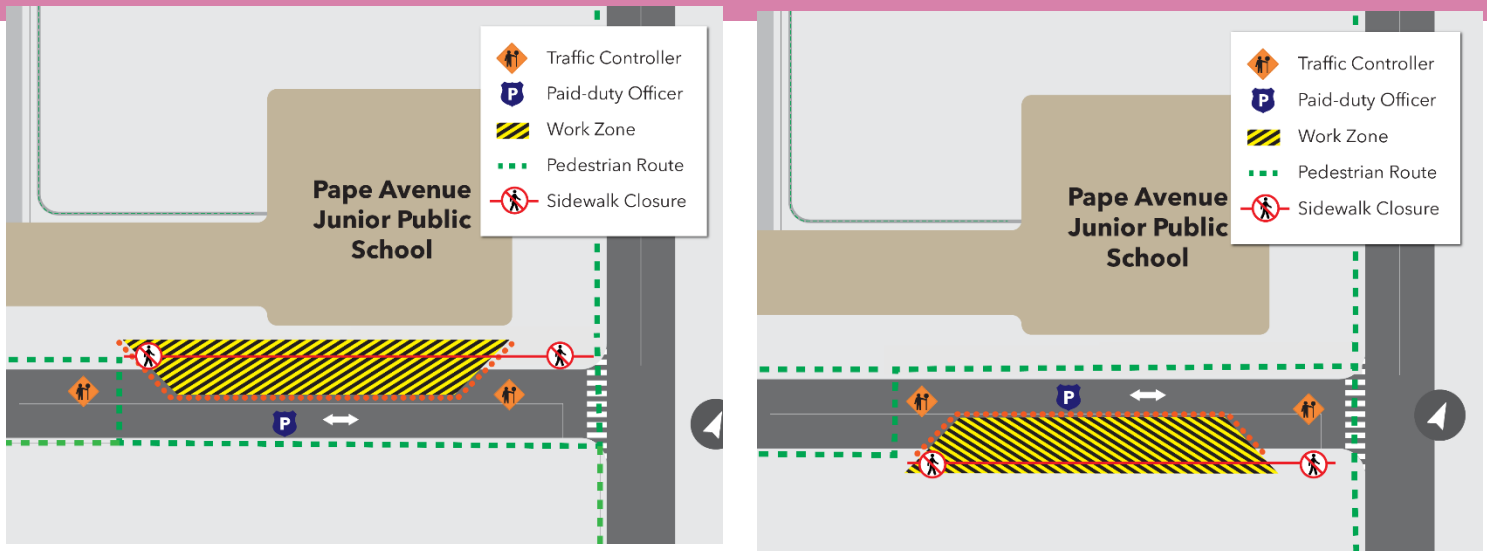 Traffic Controller
P Paid-duty Officer
Work Zone
Pedestrian Route
Sidewalk Closure
Pape Avenue
Junior Public
School
P
Traffic Controller
P Paid-duty Officer
Work Zone
Pedestrian Route
Sidewalk Closure
Pape Avenue
Junior Public
School
P